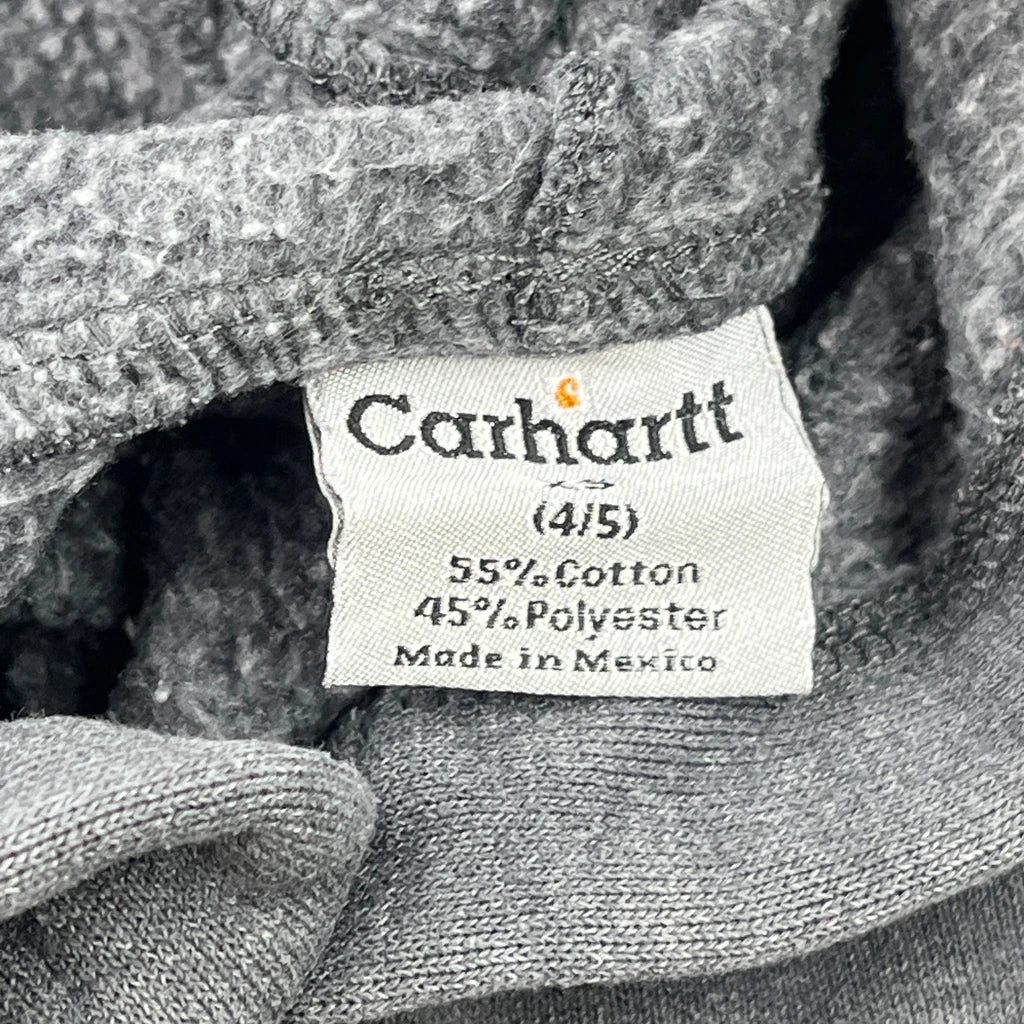 Carhartt
(4/5)
55% Cotton
45% Polyester
Made in Mexico